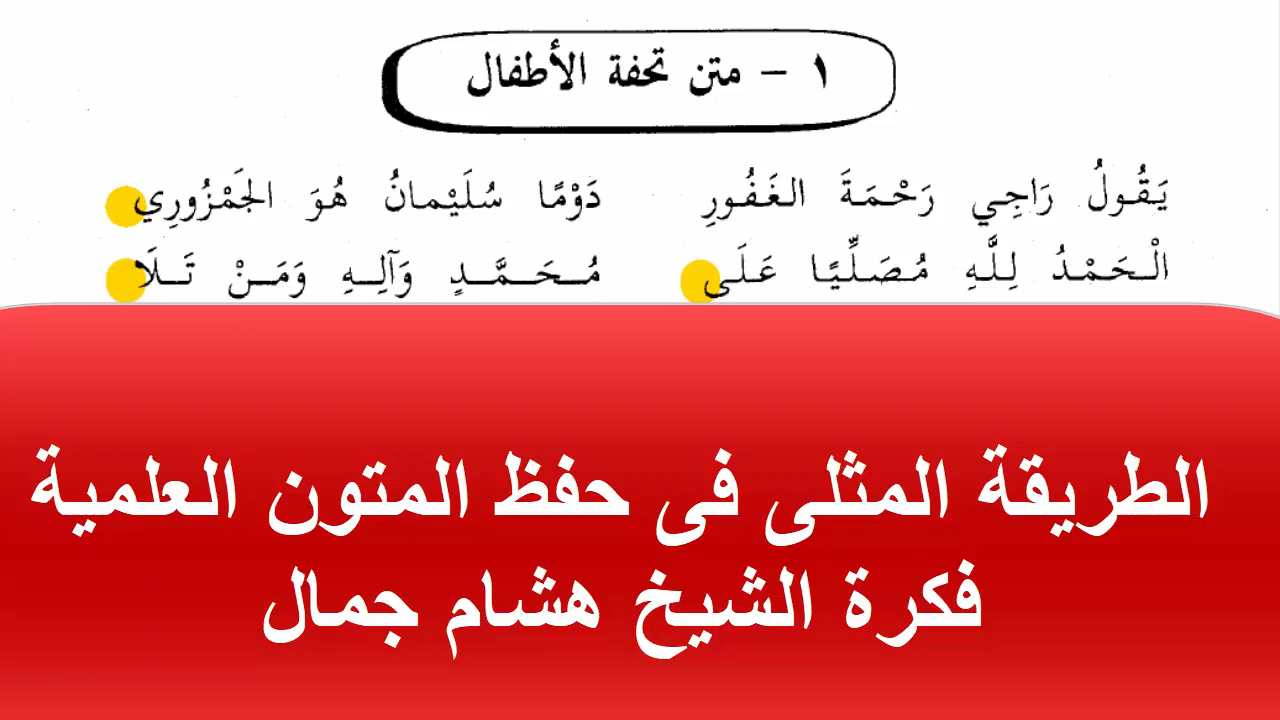 ١ - متن تحفة الأطفال
يَقُولُ رَاجِي رَحْمَةَ الغَفُورِ دَوْمًا سُلَيْمانُ هُوَ الجَمْزُورِي
الْحَمْدُ لِلَّهِ مُصَلِّيًا عَلَى مُحَمَّدٍ وَآلِهِ وَمَنْ تَلَا
الطريقة المثلى فى حفظ المتون العلمية
فكرة الشيخ هشام جمال